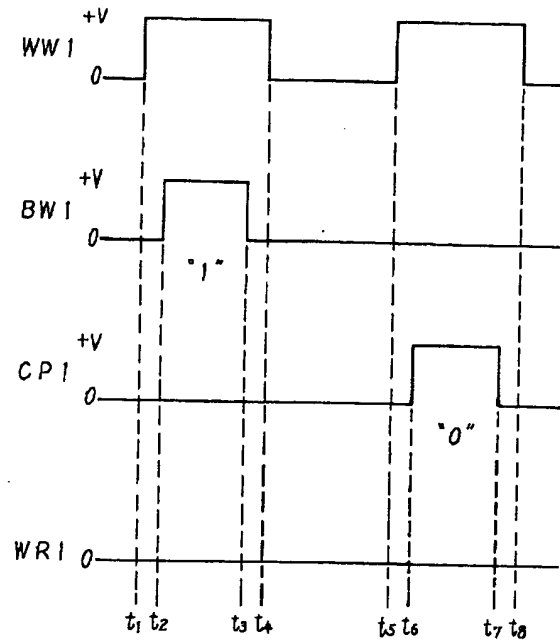 +V
WW1
0
+V
BW1
0
"1"
+V
CP1
0
"0"
WR1 0
t1 t2 t3 t4 t5 t6 t7 t8